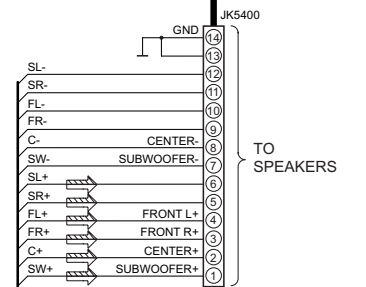 JK5400
GND 14
13
SL- 12
SR- 11
FL- 10
FR- 9
C- CENTER- 8
SW- SUBWOOFER- 7
TO
SPEAKERS
SL+ 6
SR+ 5
FL+ FRONT L+ 4
FR+ FRONT R+ 3
C+ CENTER+ 2
SW+ SUBWOOFER+ 1